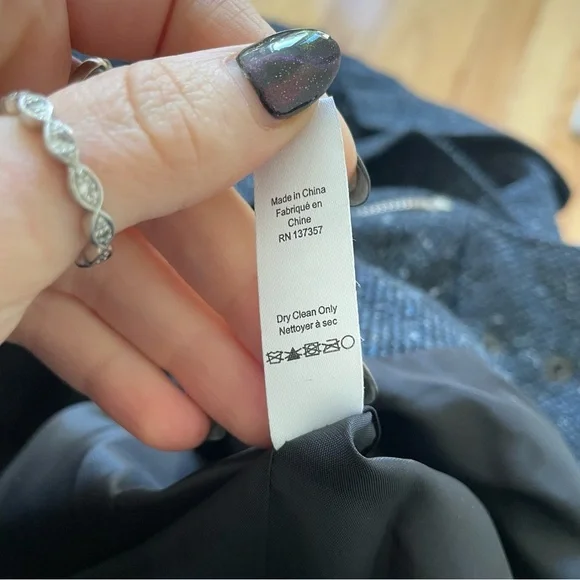 Made in China
Fabriqué en
Chine
RN 137357
Dry Clean Only
Nettoyer à sec